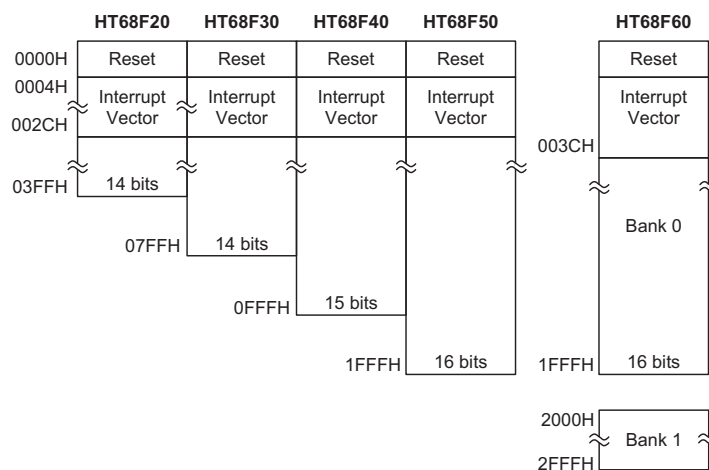 HT68F20 HT68F30 HT68F40 HT68F50 HT68F60
0000H Reset Reset Reset Reset Reset
0004H
Interrupt Vector Interrupt Vector Interrupt Vector Interrupt Vector Interrupt Vector
002CH
003CH
03FFH 14 bits
Bank 0
07FFH 14 bits
0FFFH 15 bits
1FFFH 16 bits 1FFFH 16 bits
2000H
Bank 1
2FFFH